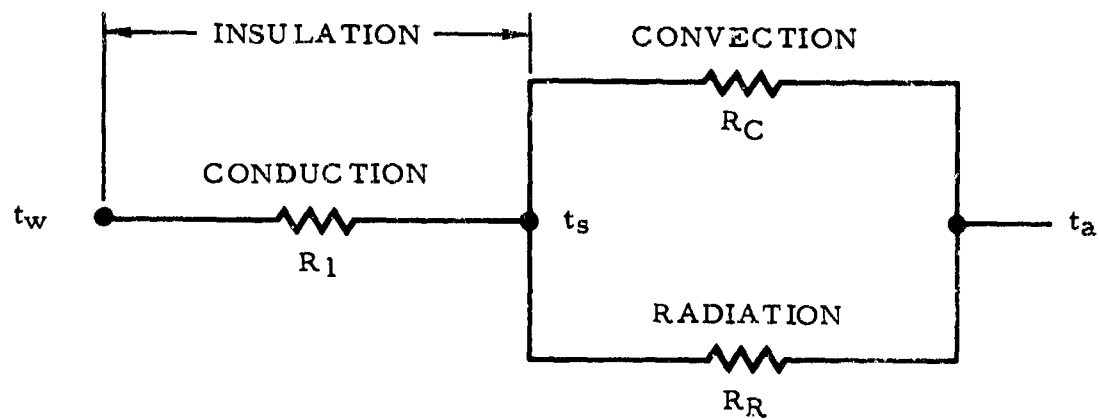 INSULATION
CONVECTION
R_C
CONDUCTION
t_w
R_1
t_s
t_a
RADIATION
R_R